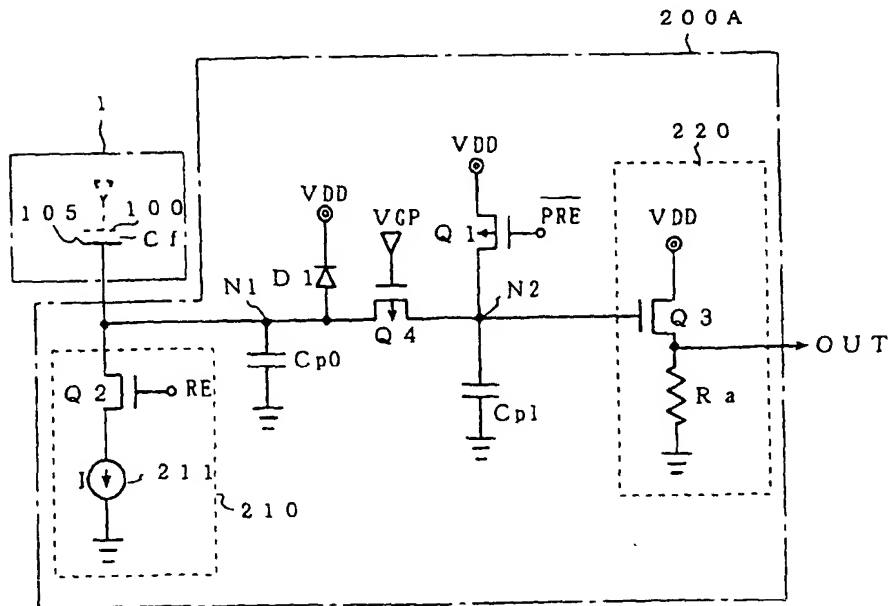 200A
1
220
VDD
VDD
VDD
100
105
Cf
VGP
PRE
Q1
D1
N1
N2
Q3
Q4
OUT
Cp0
Q2
RE
Cp1
Ra
I
211
210